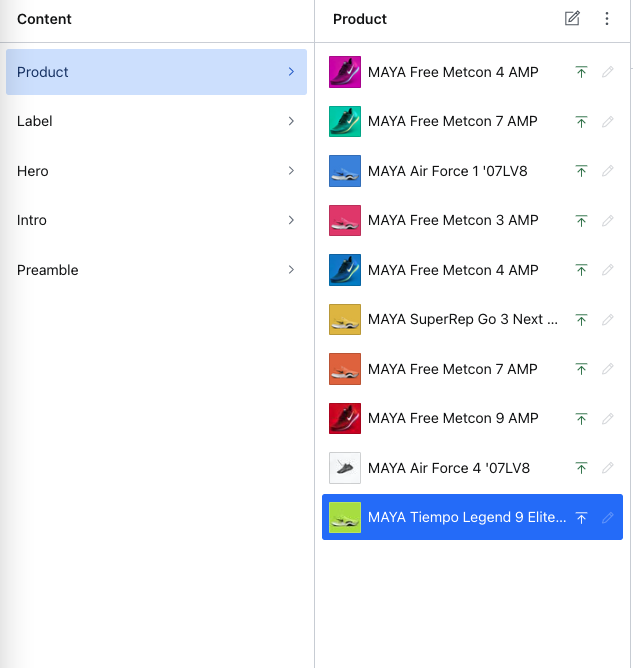 Content
Product
Label
Hero
Intro
Preamble
Product
MAYA Free Metcon 4 AMP
MAYA Free Metcon 7 AMP
MAYA Air Force 1 '07LV8
MAYA Free Metcon 3 AMP
MAYA Free Metcon 4 AMP
MAYA SuperRep Go 3 Next ...
MAYA Free Metcon 7 AMP
MAYA Free Metcon 9 AMP
MAYA Air Force 4 '07LV8
MAYA Tiempo Legend 9 Elite...